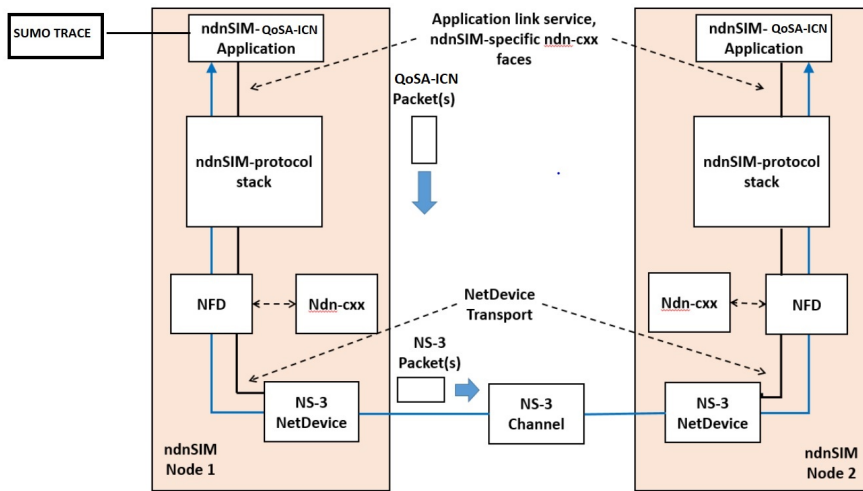 SUMO TRACE
ndnSIM-QoSA-ICN
Application
Application link service,
ndnSIM-specific ndn-cxx
faces
ndnSIM- QoSA-ICN
Application
QoSA-ICN
Packet(s)
ndnSIM-protocol
stack
ndnSIM-protocol
stack
NFD
Ndn-cxx
NetDevice
Transport
Ndn-cxx
NFD
NS-3
Packet(s)
NS-3
NetDevice
NS-3
Channel
NS-3
NetDevice
ndnSIM
Node 1
ndnSIM
Node 2